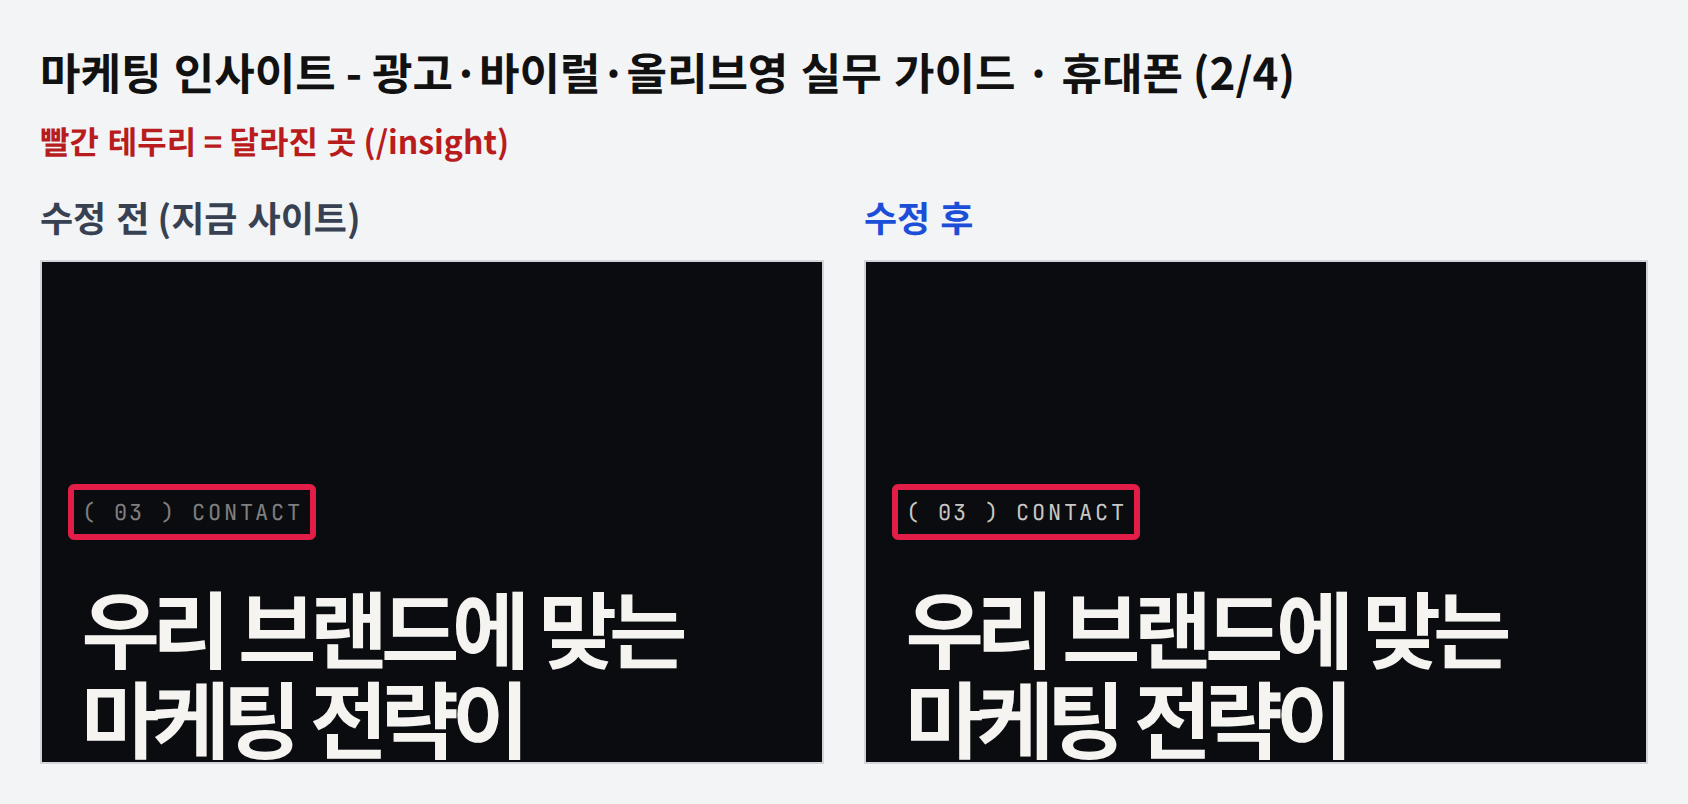 마케팅 인사이트 - 광고·바이럴·올리브영 실무 가이드 · 휴대폰 (2/4)
빨간 테두리 = 달라진 곳 (/insight)
수정 전 (지금 사이트)
( 03 ) CONTACT
우리 브랜드에 맞는
마케팅 전략이
수정 후
( 03 ) CONTACT
우리 브랜드에 맞는
마케팅 전략이